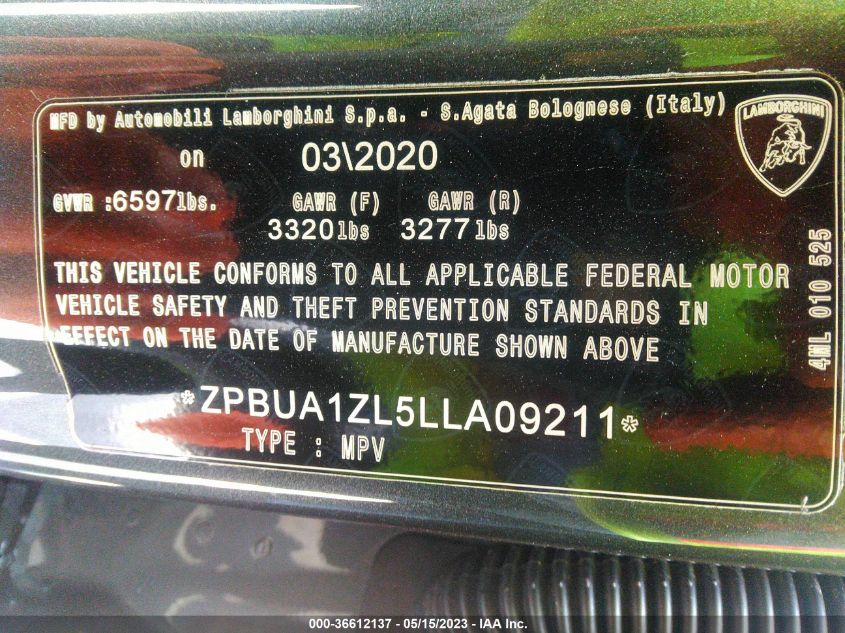 MFD by Automobili Lamborghini S.p.a. - S.Agata Bolognese (Italy)
on 03\2020
GVWR :6597lbs. GAWR (F) GAWR (R)
3320lbs 3277lbs
THIS VEHICLE CONFORMS TO ALL APPLICABLE FEDERAL MOTOR
VEHICLE SAFETY AND THEFT PREVENTION STANDARDS IN
EFFECT ON THE DATE OF MANUFACTURE SHOWN ABOVE
*ZPBUA1ZL5LLA09211*
TYPE : MPV
LAMBORGHINI
4ML 010 525
000-36612137 - 05/15/2023 - IAA Inc.